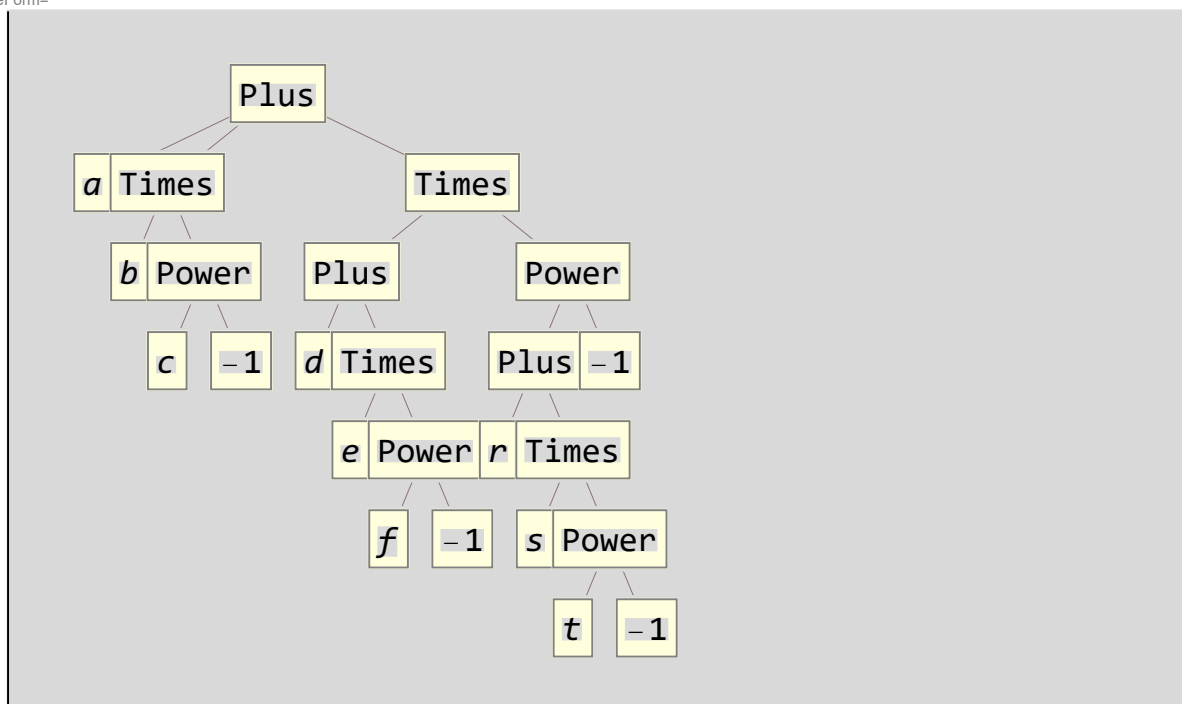 Plus
a Times Times
b Power Plus Power
c −1 d Times Plus −1
e Power r Times
f −1 s Power
t −1